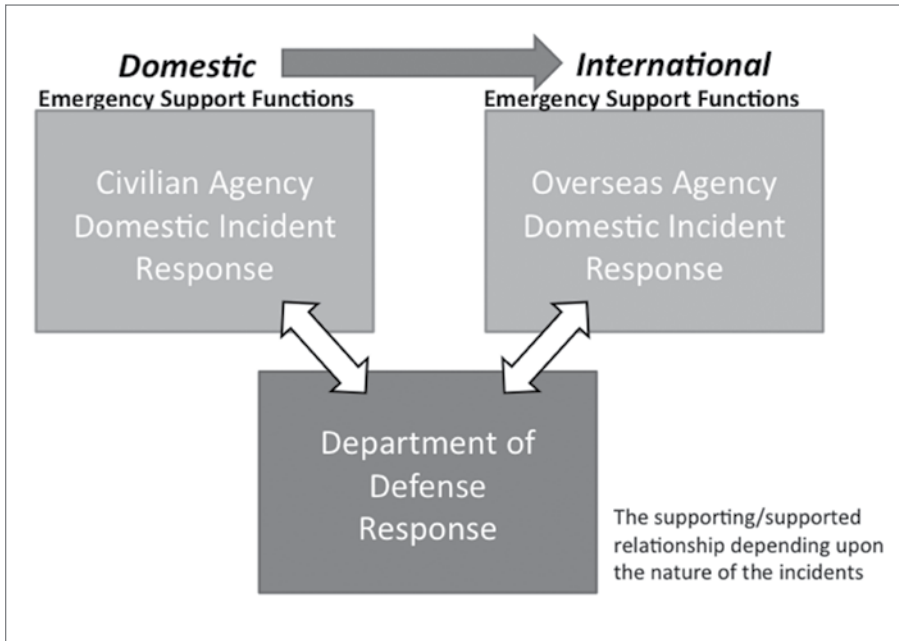 Domestic
International
Emergency Support Functions
Emergency Support Functions
Civilian Agency
Domestic Incident
Response
Overseas Agency
Domestic Incident
Response
Department of
Defense
Response
The supporting/supported
relationship depending upon
the nature of the incidents